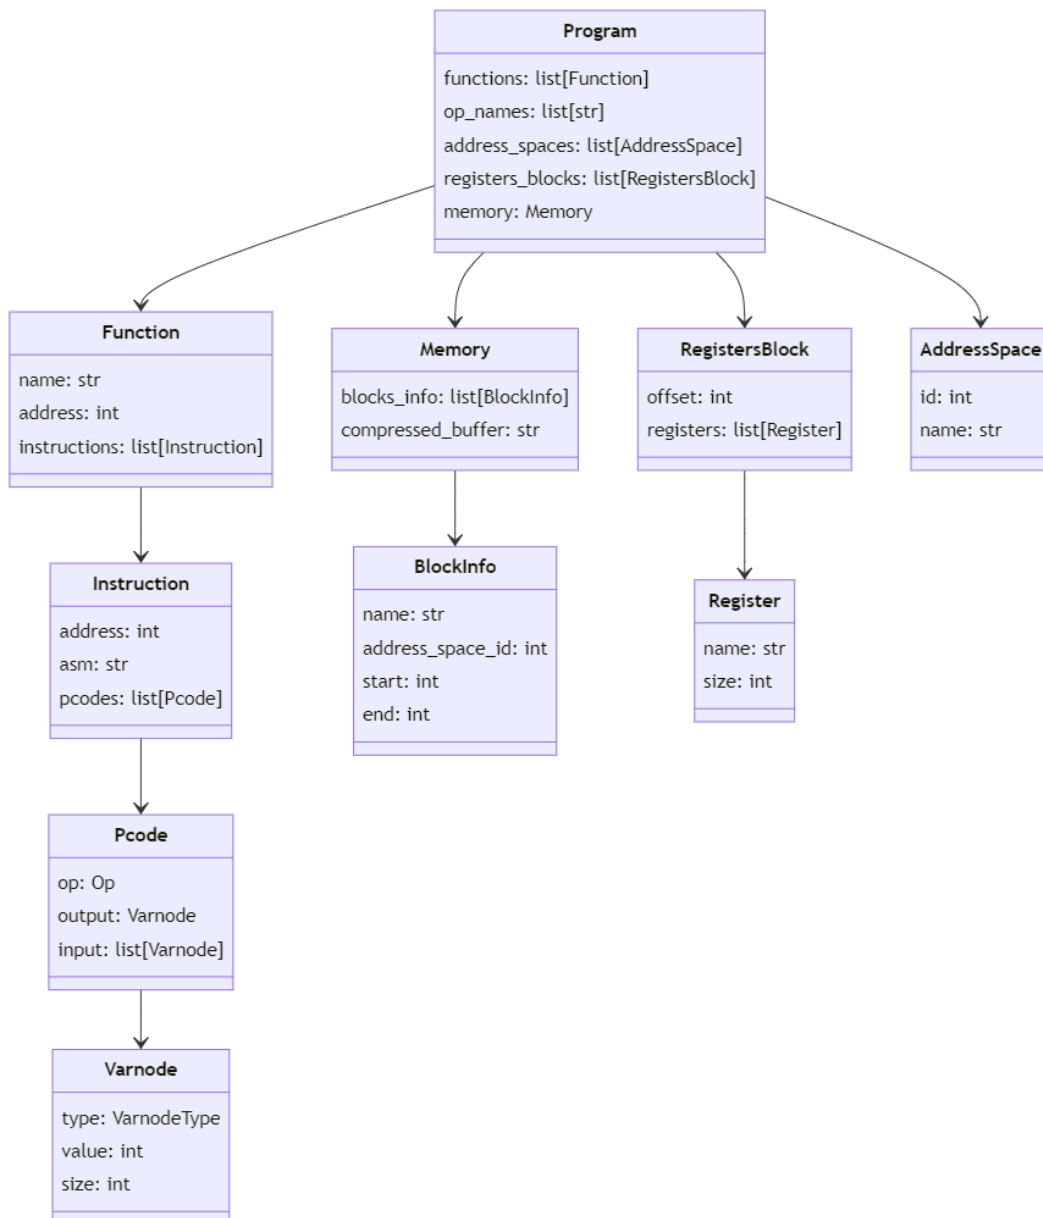 Program
functions: list[Function]
op_names: list[str]
address_spaces: list[AddressSpace]
registers_blocks: list[RegistersBlock]
memory: Memory
Function
name: str
address: int
instructions: list[Instruction]
Memory
blocks_info: list[BlockInfo]
compressed_buffer: str
RegistersBlock
offset: int
registers: list[Register]
AddressSpace
id: int
name: str
Instruction
address: int
asm: str
pcodes: list[Pcode]
BlockInfo
name: str
address_space_id: int
start: int
end: int
Register
name: str
size: int
Pcode
op: Op
output: Varnode
input: list[Varnode]
Varnode
type: VarnodeType
value: int
size: int